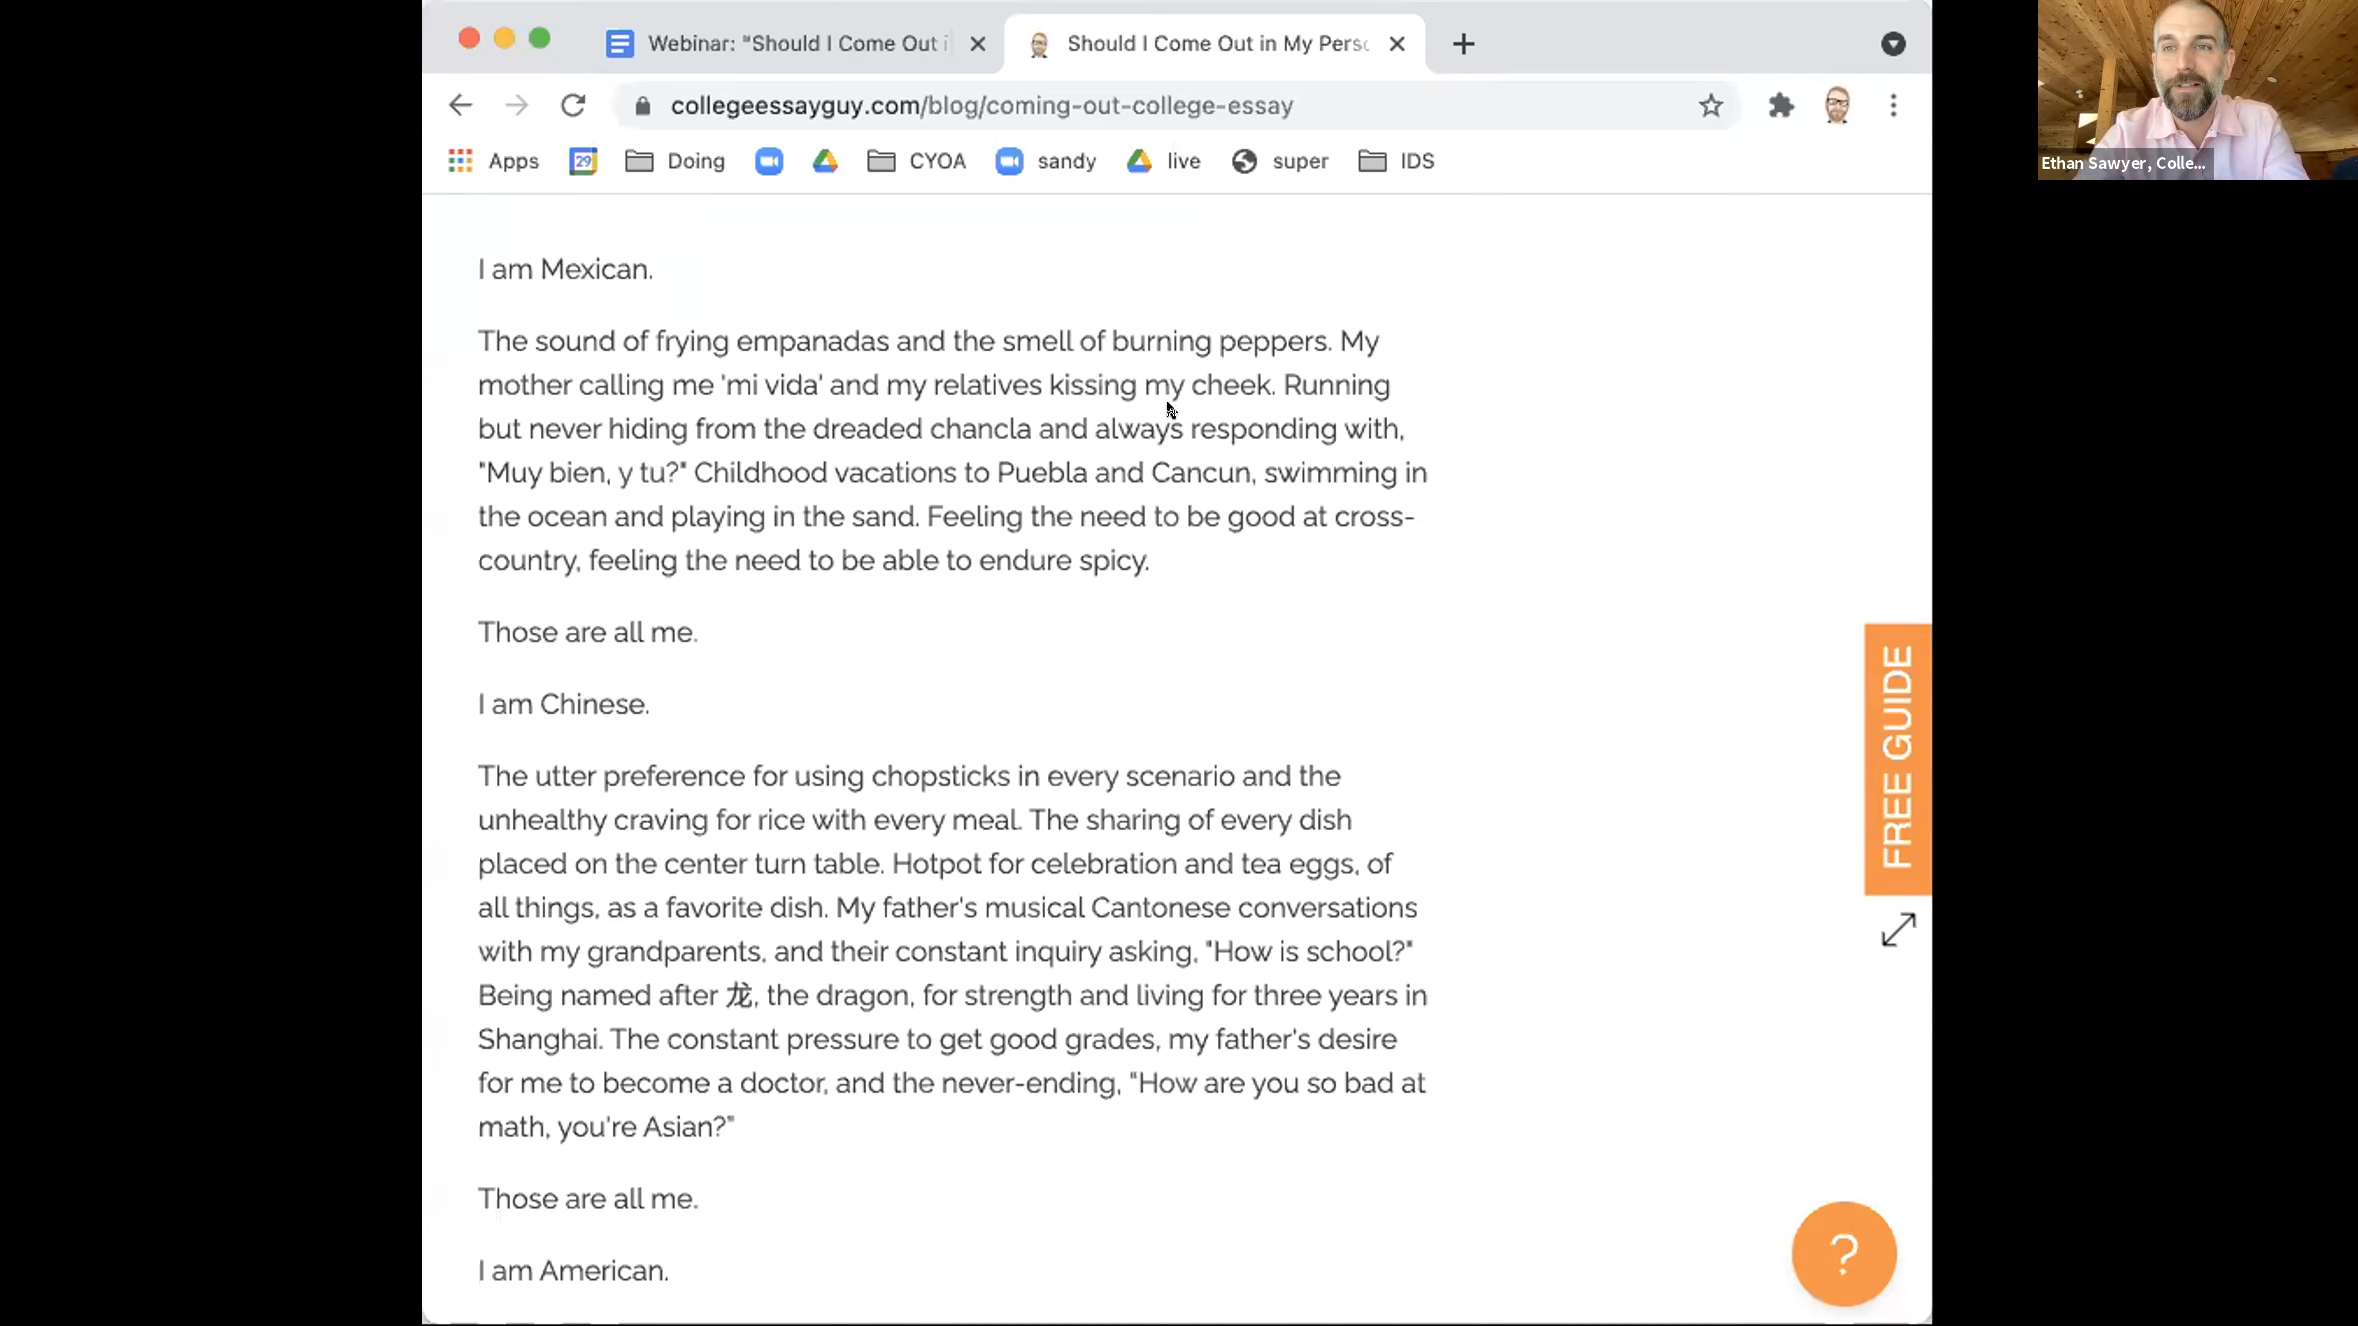 Webinar: "Should I Come Out i
Should I Come Out in My Perso
collegeessayguy.com/blog/coming-out-college-essay
Apps
29
Doing
CYOA
sandy
live
super
IDS
Ethan Sawyer, Colle...
I am Mexican.
The sound of frying empanadas and the smell of burning peppers. My
mother calling me 'mi vida' and my relatives kissing my cheek. Running
but never hiding from the dreaded chancla and always responding with,
"Muy bien, y tu?" Childhood vacations to Puebla and Cancun, swimming in
the ocean and playing in the sand. Feeling the need to be good at cross-
country, feeling the need to be able to endure spicy.
Those are all me.
I am Chinese.
The utter preference for using chopsticks in every scenario and the
unhealthy craving for rice with every meal. The sharing of every dish
placed on the center turn table. Hotpot for celebration and tea eggs, of
all things, as a favorite dish. My father's musical Cantonese conversations
with my grandparents, and their constant inquiry asking, "How is school?"
Being named after 龙, the dragon, for strength and living for three years in
Shanghai. The constant pressure to get good grades, my father's desire
for me to become a doctor, and the never-ending, "How are you so bad at
math, you're Asian?"
Those are all me.
I am American.
FREE GUIDE
?